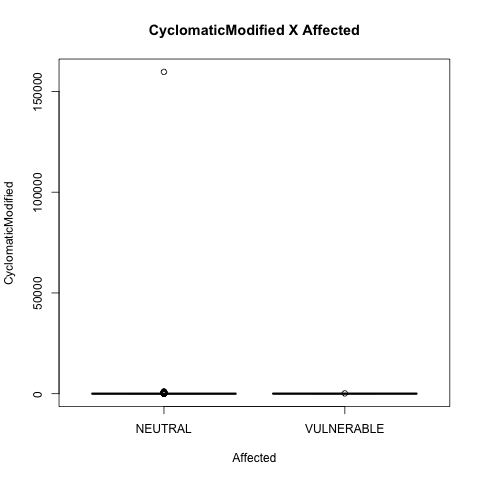 CyclomaticModified X Affected
150000
100000
50000
0
CyclomaticModified
NEUTRAL
VULNERABLE
Affected